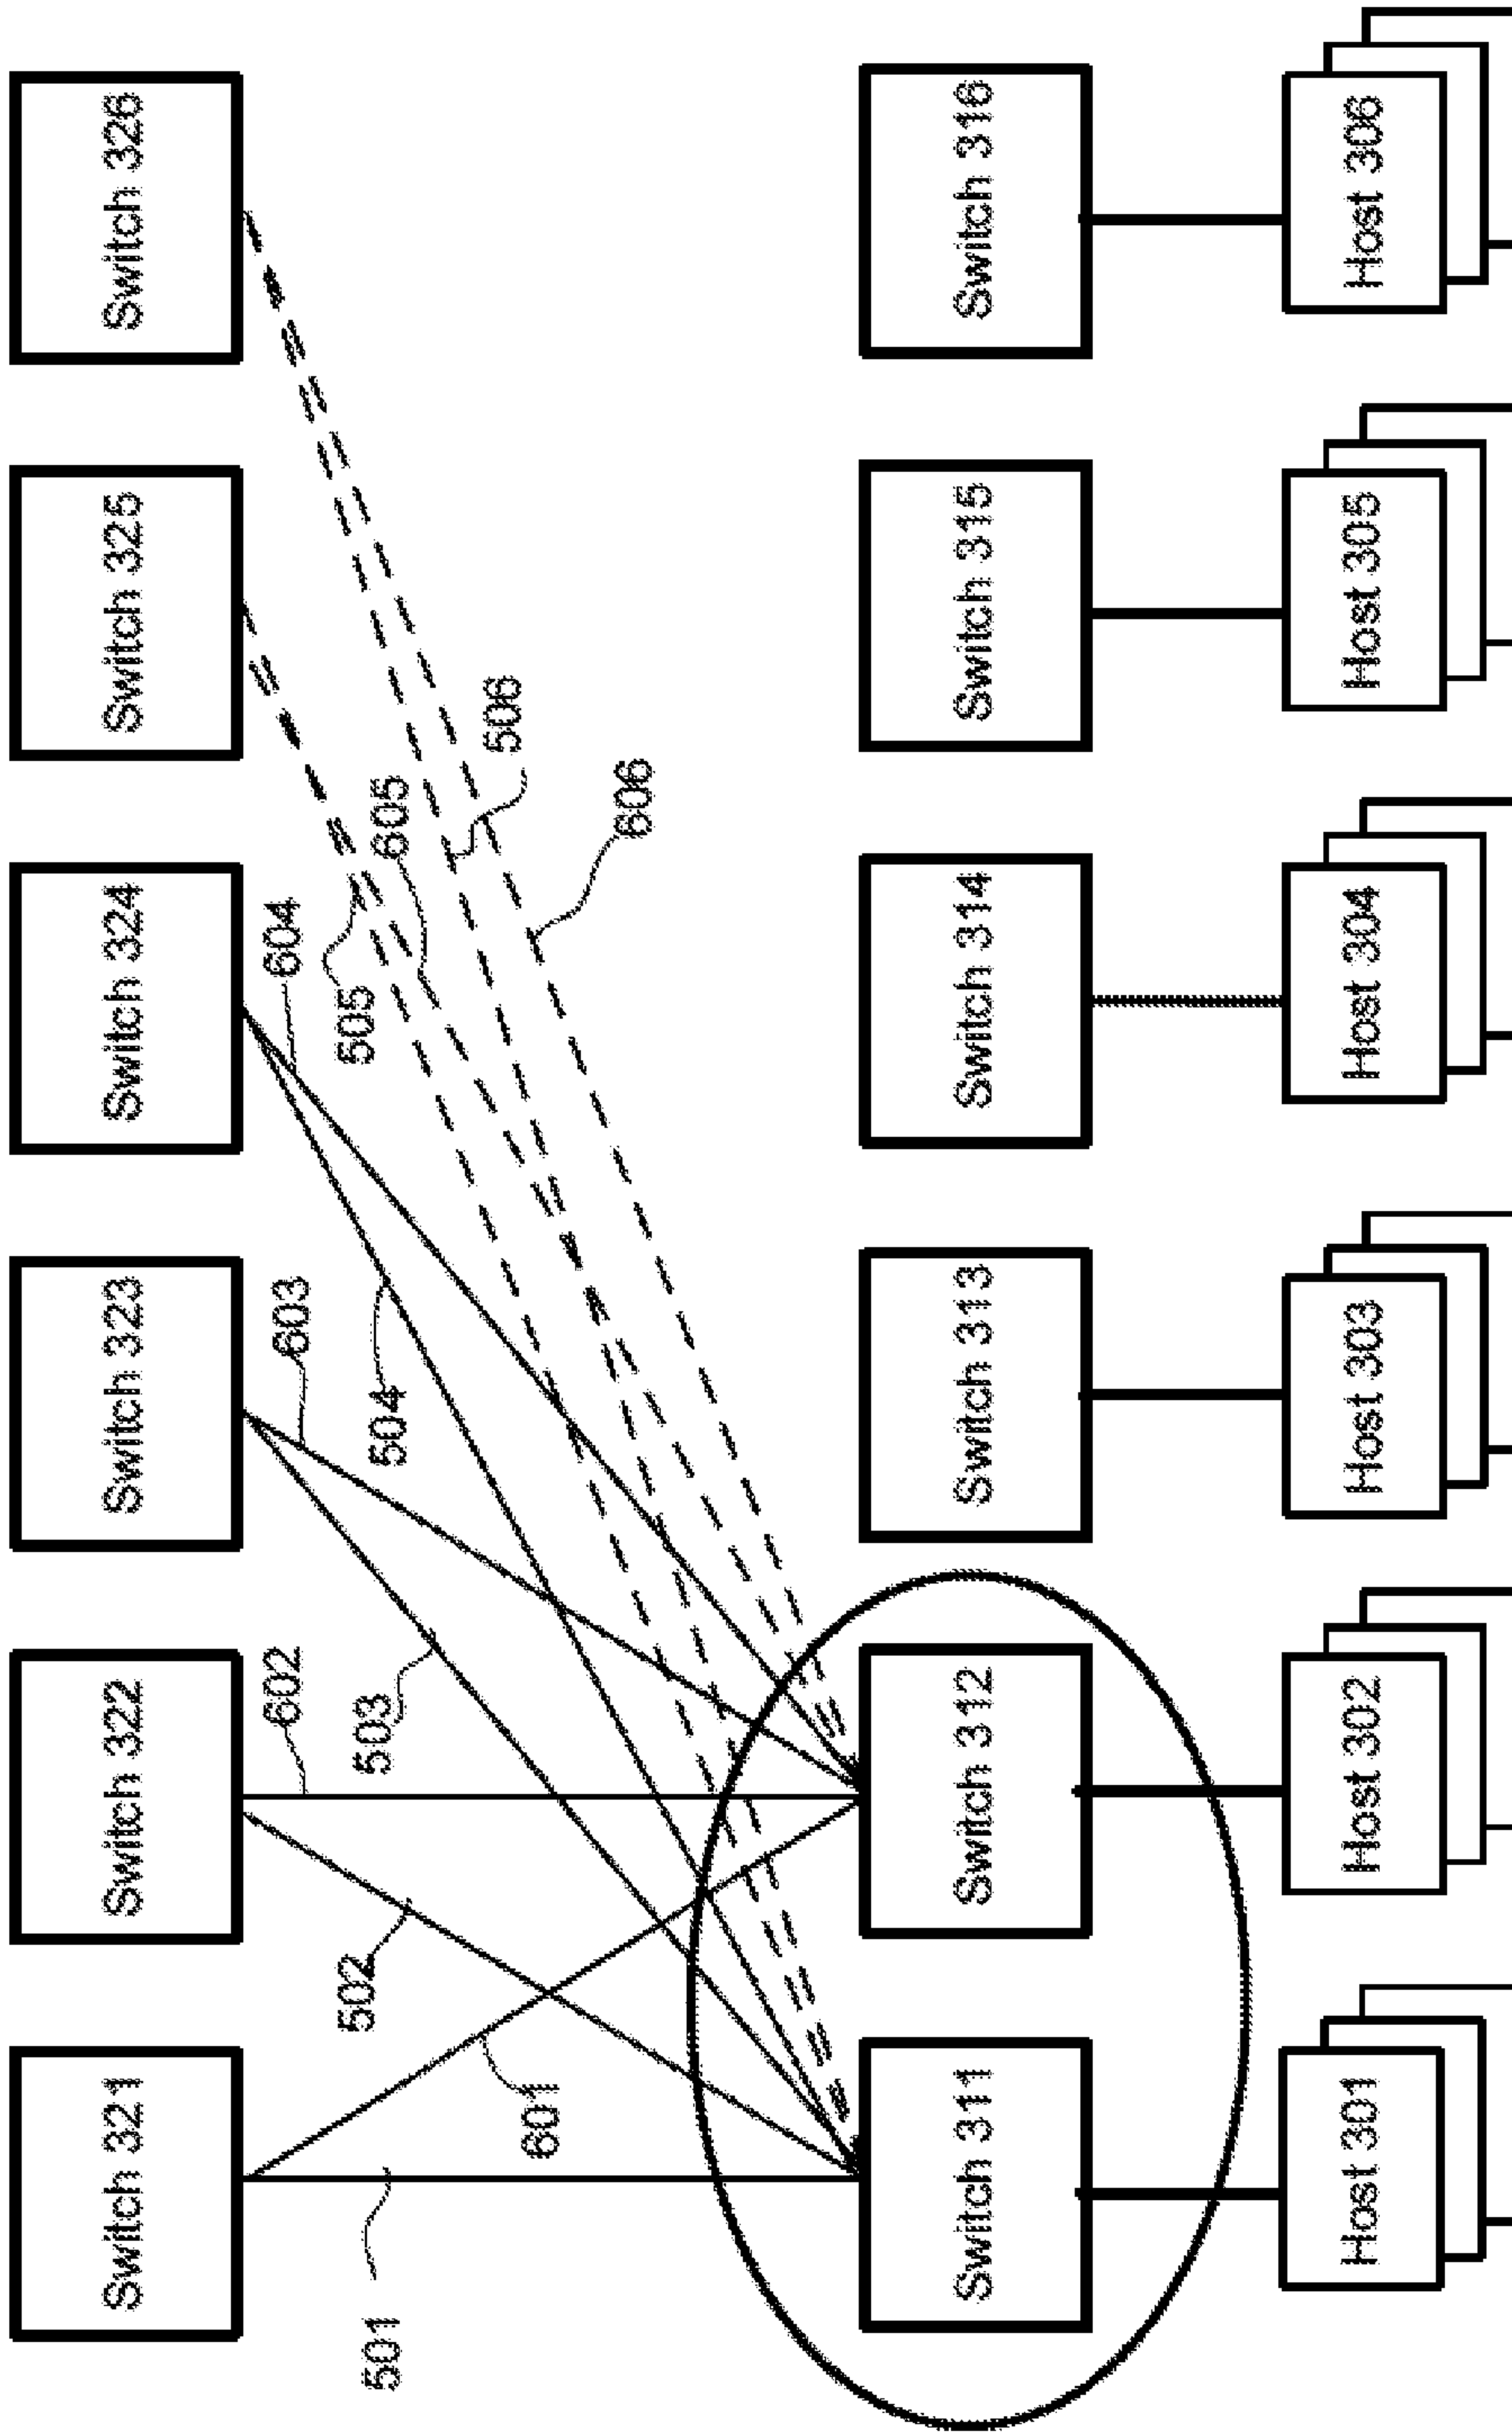 Switch 321
Switch 322
Switch 323
Switch 324
Switch 325
Switch 326
501
502
601
602
503
603
504
604
505
605
506
606
Switch 311
Switch 312
Switch 313
Switch 314
Switch 315
Switch 316
Host 301
Host 302
Host 303
Host 304
Host 305
Host 306